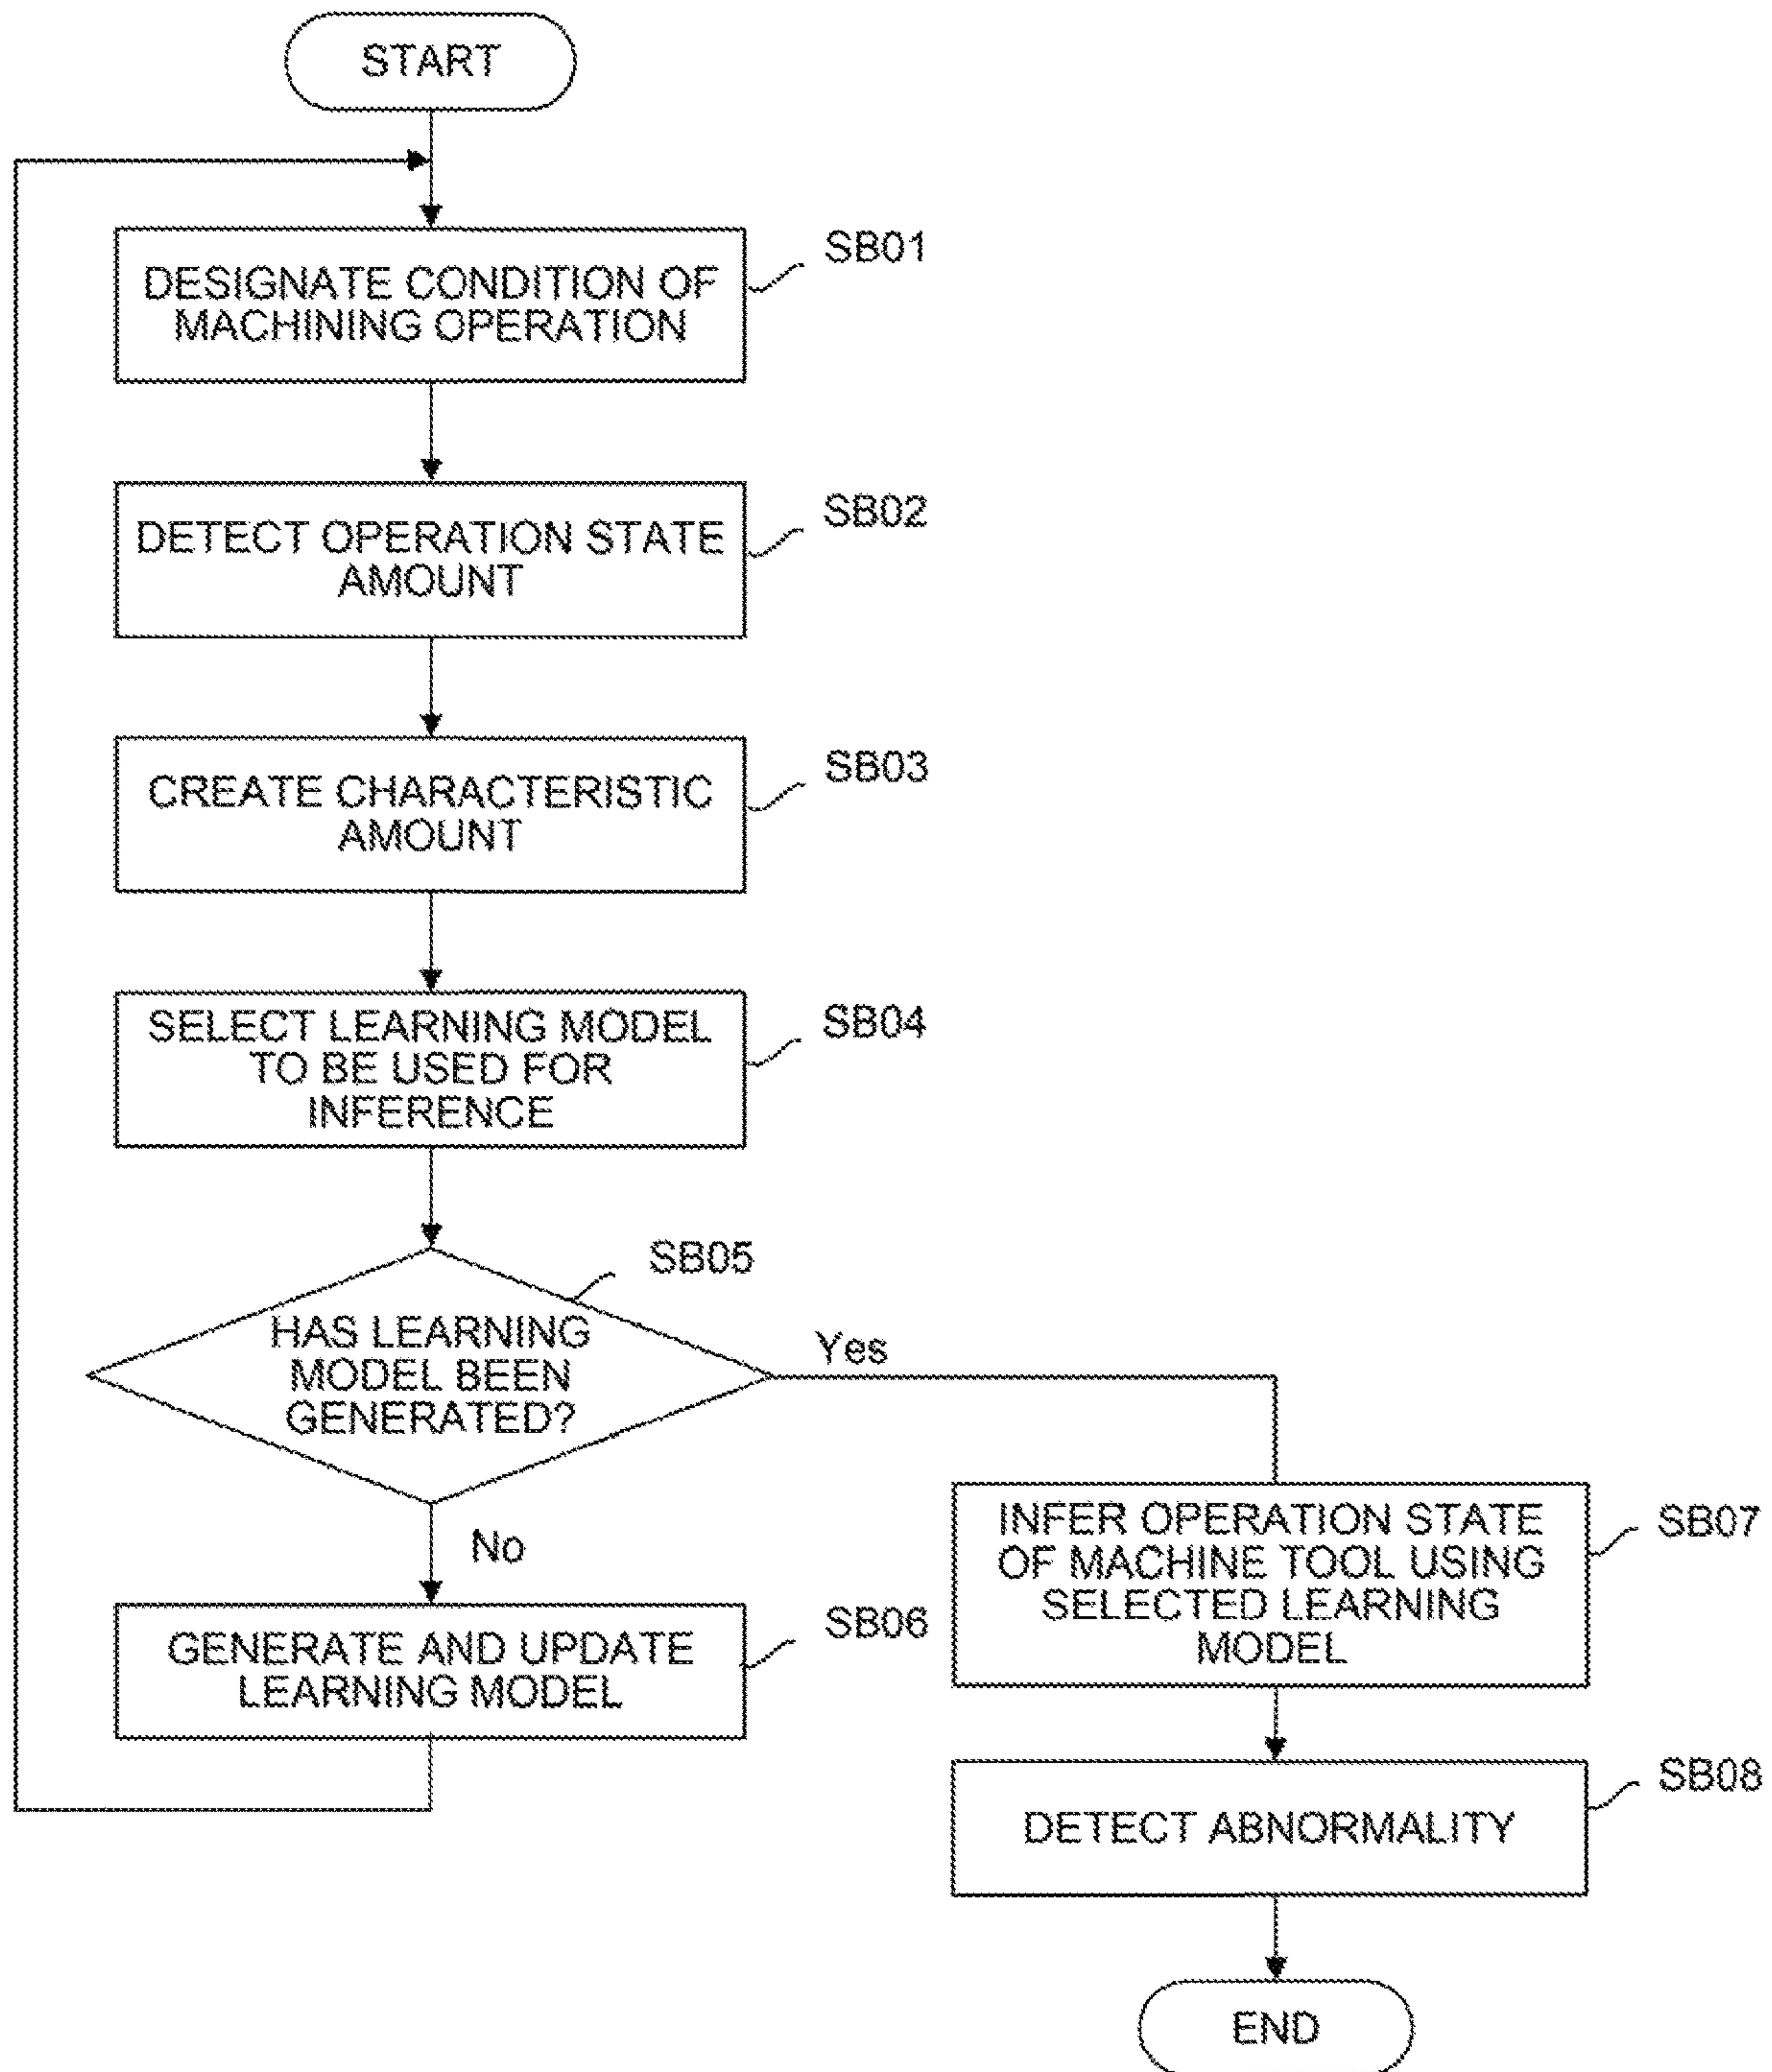 START
DESIGNATE CONDITION OF
MACHINING OPERATION
SB01
DETECT OPERATION STATE
AMOUNT
SB02
CREATE CHARACTERISTIC
AMOUNT
SB03
SELECT LEARNING MODEL
TO BE USED FOR
INFERENCE
SB04
HAS LEARNING
MODEL BEEN
GENERATED?
SB05
Yes
No
GENERATE AND UPDATE
LEARNING MODEL
SB06
INFER OPERATION STATE
OF MACHINE TOOL USING
SELECTED LEARNING
MODEL
SB07
DETECT ABNORMALITY
SB08
END